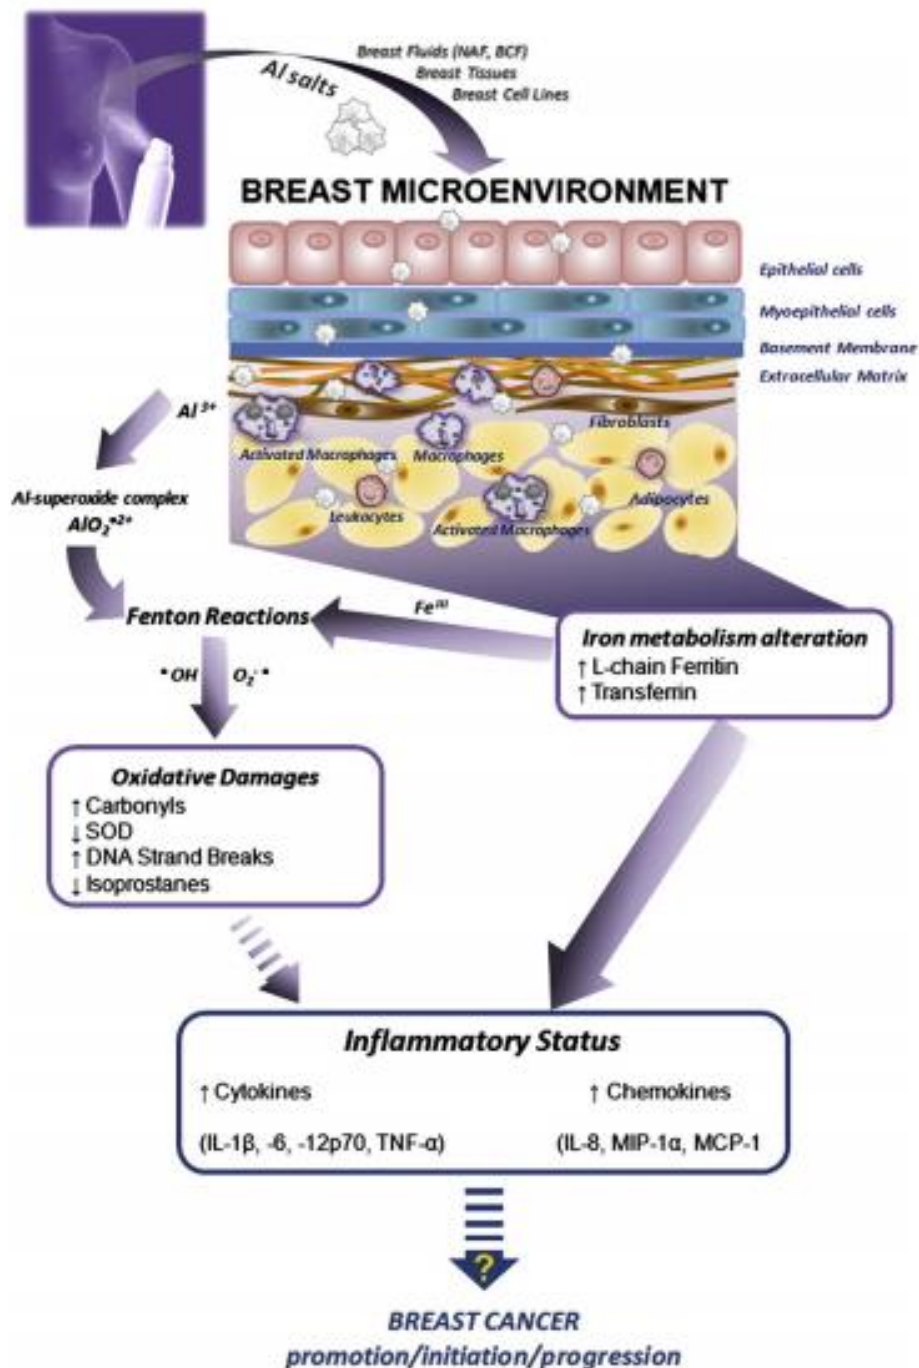 Breast Fluids (NAF, BCF)
Breast Tissues
Breast Cell Lines
Al salts
BREAST MICROENVIRONMENT
Epithelial cells
Myoepithelial cells
Basement Membrane
Extracellular Matrix
Al 3+
Fibroblasts
Activated Macrophages
Macrophages
Al-superoxide complex
AlO2•2+
Leukocytes
Adipocytes
Activated Macrophages
Fenton Reactions
Fe III
Iron metabolism alteration
↑ L-chain Ferritin
↑ Transferrin
•OH
O2-•
Oxidative Damages
↑ Carbonyls
↓ SOD
↑ DNA Strand Breaks
↓ Isoprostanes
Inflammatory Status
↑ Cytokines
↑ Chemokines
(IL-1β, -6, -12p70, TNF-α)
(IL-8, MIP-1α, MCP-1
?
BREAST CANCER
promotion/initiation/progression